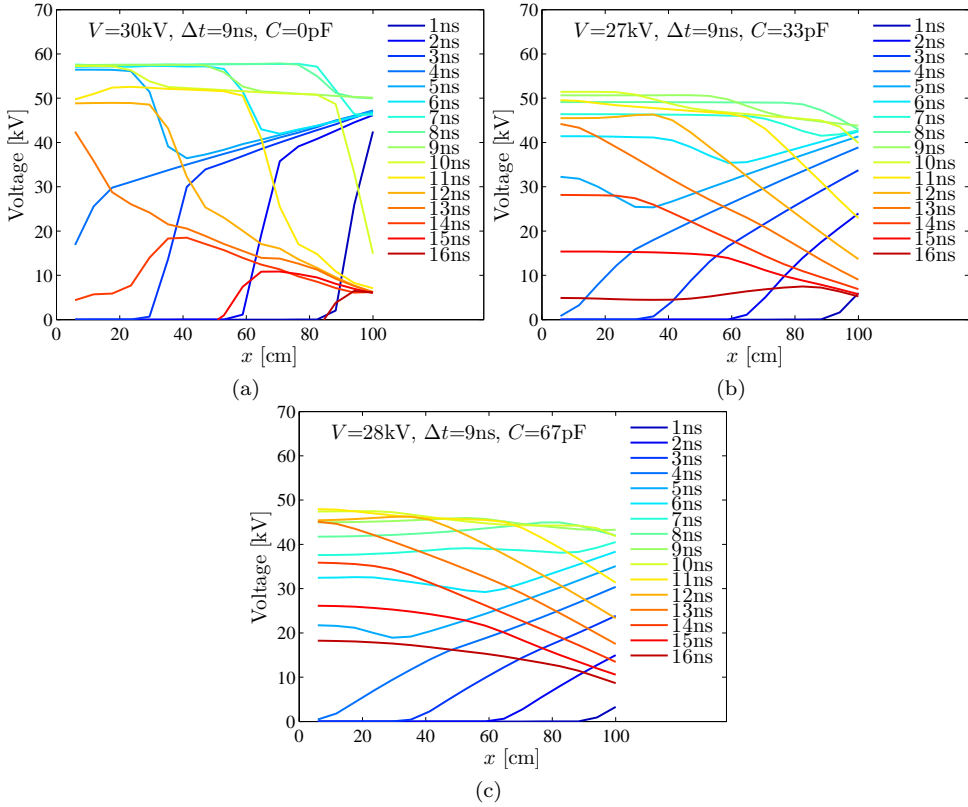 V=30kV, Δt=9ns, C=0pF
70
60
50
40
30
20
10
0
Voltage [kV]
0 20 40 60 80 100
x [cm]
1ns
2ns
3ns
4ns
5ns
6ns
7ns
8ns
9ns
10ns
11ns
12ns
13ns
14ns
15ns
16ns
(a)
V=27kV, Δt=9ns, C=33pF
70
60
50
40
30
20
10
0
Voltage [kV]
0 20 40 60 80 100
x [cm]
1ns
2ns
3ns
4ns
5ns
6ns
7ns
8ns
9ns
10ns
11ns
12ns
13ns
14ns
15ns
16ns
(b)
V=28kV, Δt=9ns, C=67pF
70
60
50
40
30
20
10
0
Voltage [kV]
0 20 40 60 80 100
x [cm]
1ns
2ns
3ns
4ns
5ns
6ns
7ns
8ns
9ns
10ns
11ns
12ns
13ns
14ns
15ns
16ns
(c)